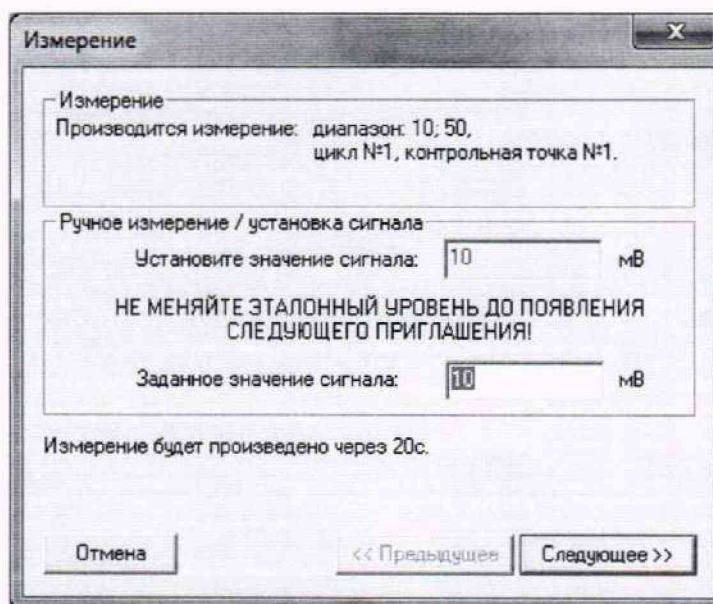 Измерение
Измерение
Производится измерение: диапазон: 10; 50,
цикл №1, контрольная точка №1.
Ручное измерение / установка сигнала
Установите значение сигнала: 10 мВ
НЕ МЕНЯЙТЕ ЭТАЛОННЫЙ УРОВЕНЬ ДО ПОЯВЛЕНИЯ
СЛЕДУЮЩЕГО ПРИГЛАШЕНИЯ!
Заданное значение сигнала: 10 мВ
Измерение будет произведено через 20с.
Отмена << Предыдущее Следующее >>